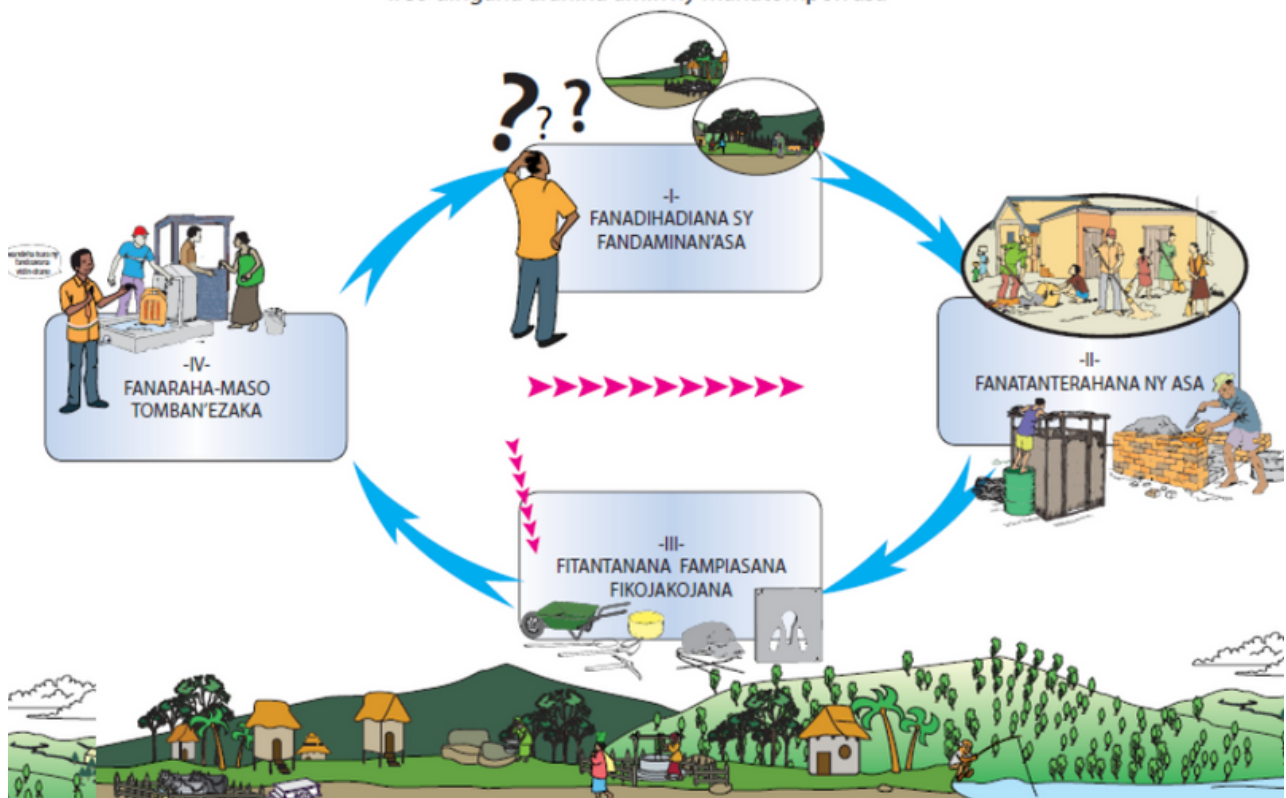 ? ? ?
-I-
FANADIHADIANA SY
FANDAMINAN'ASA
-II-
FANATANTERAHANA NY ASA
-III-
FITANTANANA FAMPIASANA
FIKOJAKOJANA
-IV-
FANARAHA-MASO
TOMBAN'EZAKA